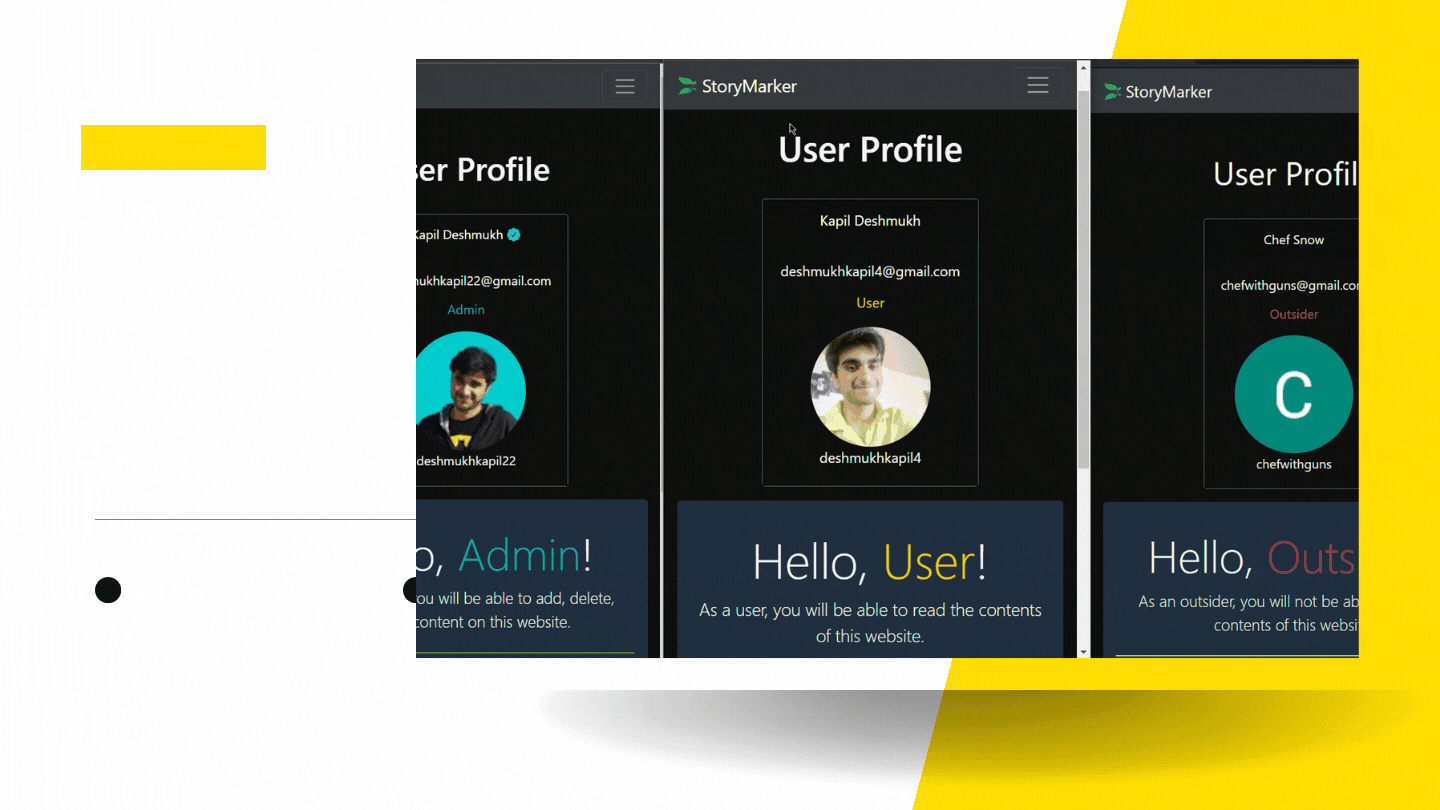 ser Profile
Kapil Deshmukh
ukhkapil22@gmail.com
Admin
deshmukhkapil22
o, Admin!
ou will be able to add, delete,
content on this website.
StoryMarker
User Profile
Kapil Deshmukh
deshmukhkapil4@gmail.com
User
deshmukhkapil4
Hello, User!
As a user, you will be able to read the contents
of this website.
StoryMarker
User Profil
Chef Snow
chefwithguns@gmail.com
Outsider
C
chefwithguns
Hello, Outs
As an outsider, you will not be ab
contents of this websi